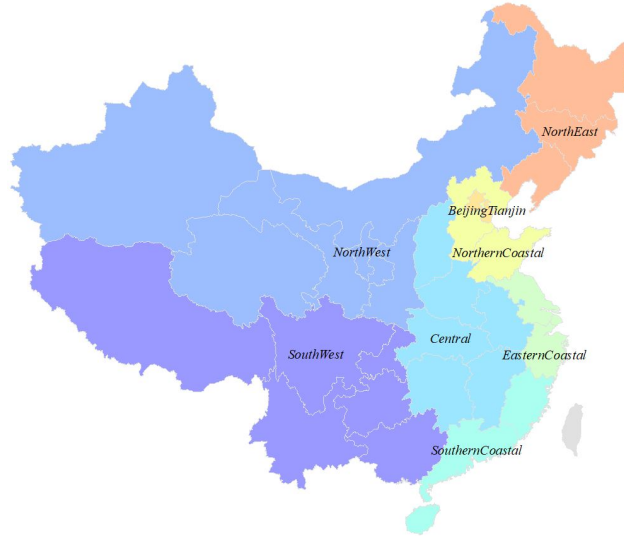 NorthEast
BeijingTianjin
NorthWest
NorthernCoastal
Central
SouthWest
EasternCoastal
SouthernCoastal